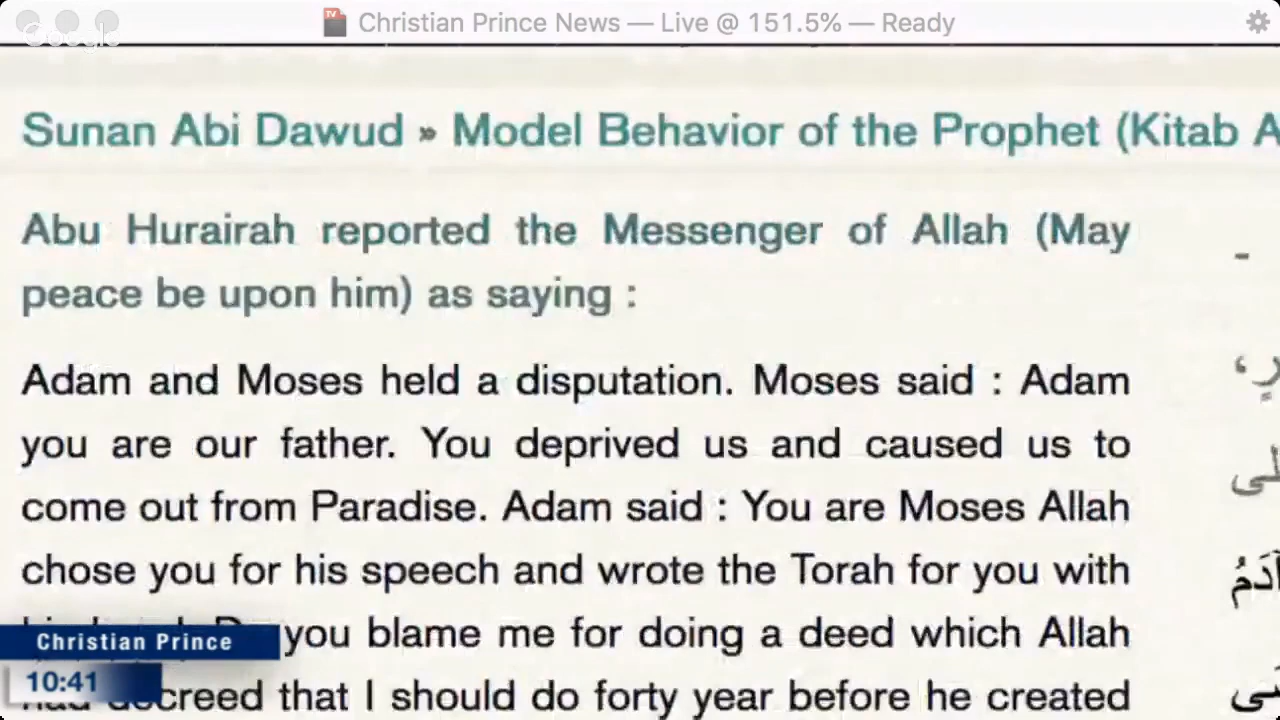 Christian Prince News — Live @ 151.5% — Ready
Google
Sunan Abi Dawud » Model Behavior of the Prophet (Kitab A
Abu Hurairah reported the Messenger of Allah (May
peace be upon him) as saying :
Adam and Moses held a disputation. Moses said : Adam
you are our father. You deprived us and caused us to
come out from Paradise. Adam said : You are Moses Allah
chose you for his speech and wrote the Torah for you with
you blame me for doing a deed which Allah
had decreed that I should do forty year before he created
Christian Prince
10:41